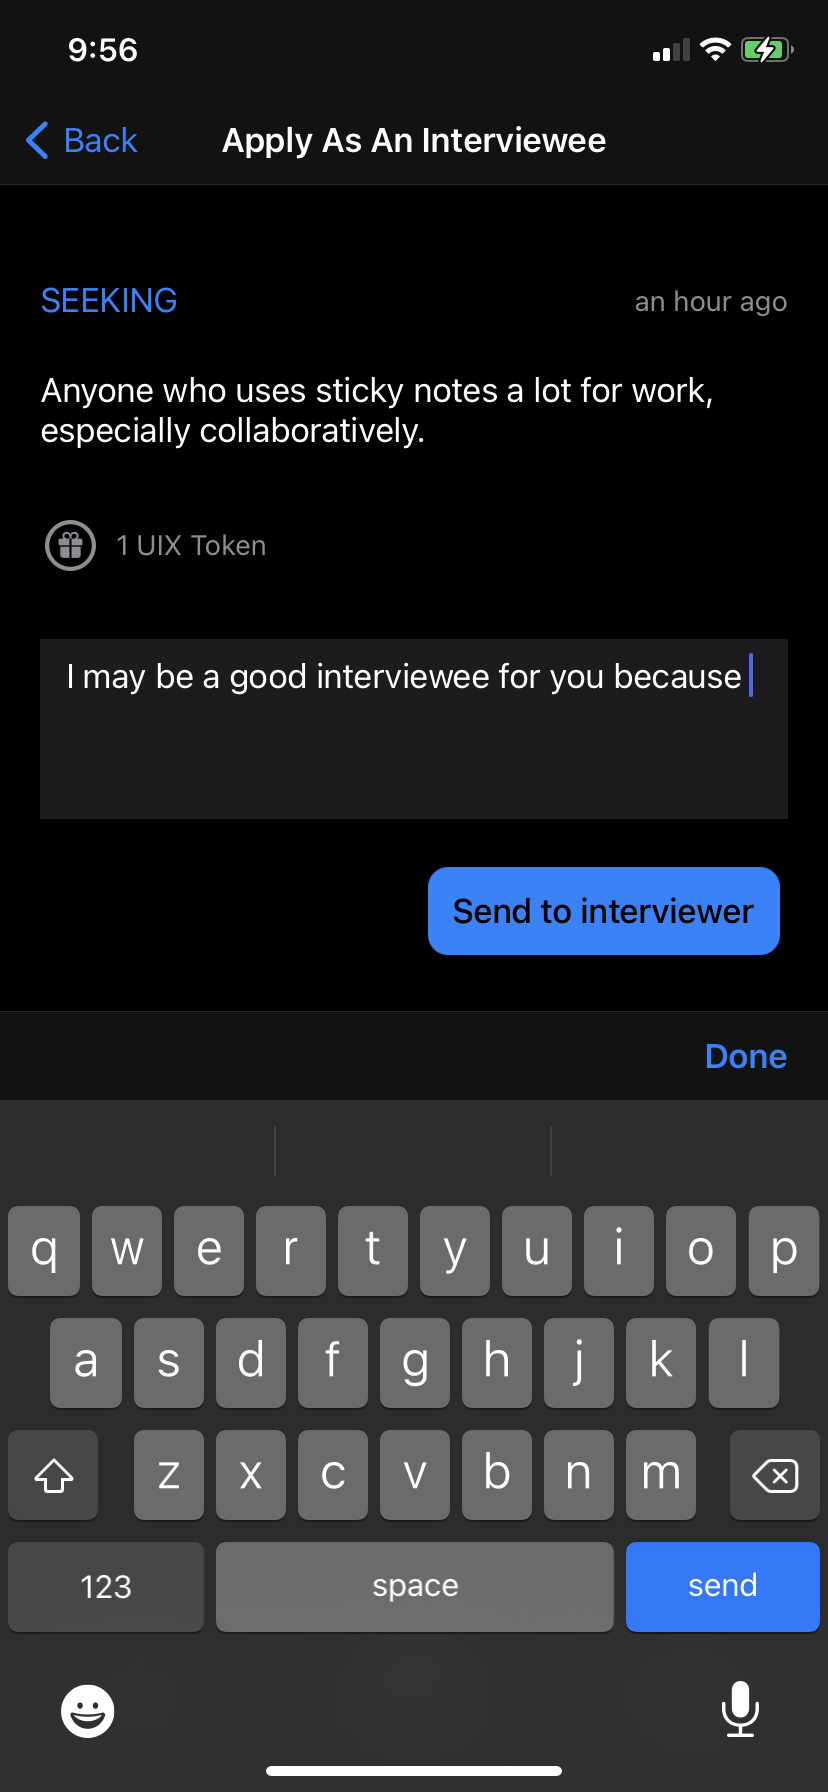 9:56
Back Apply As An Interviewee
SEEKING an hour ago
Anyone who uses sticky notes a lot for work,
especially collaboratively.
1 UIX Token
I may be a good interviewee for you because
Send to interviewer
Done
q w e r t y u i o p
a s d f g h j k l
z x c v b n m
123 space send